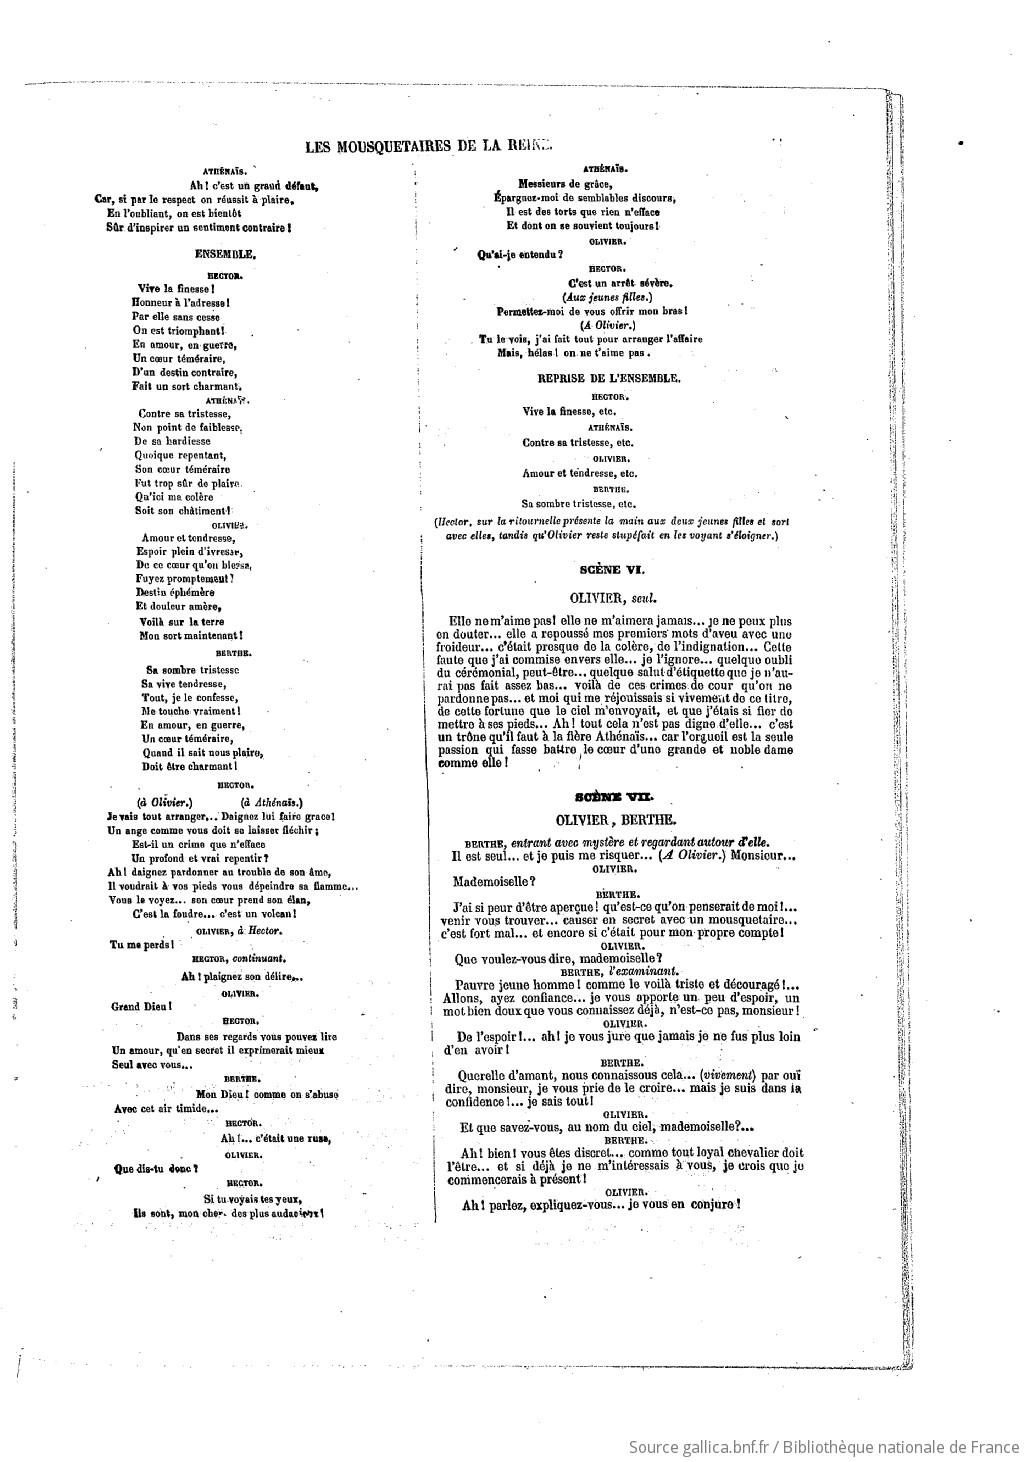 LES MOUSQUETAIRES DE LA REINE.
ATHÉNAÏS.
Ah ! c'est un grand défaut,
Car, si par le respect on réussit à plaire,
En l'oubliant, on est bientôt
Sûr d'inspirer un sentiment contraire !
ENSEMBLE.
HECTOR.
Vive la finesse !
Honneur à l'adresse !
Par elle sans cesse
On est triomphant !
En amour, en guerre,
Un cœur téméraire,
D'un destin contraire,
Fait un sort charmant.
ATHÉNAÏS.
Contre sa tristesse,
Non point de faiblesse,
De sa hardiesse
Quoique repentant,
Son cœur téméraire
Fut trop sûr de plaire
Qu'ici ma colère
Soit son châtiment !
OLIVIER.
Amour et tendresse,
Espoir plein d'ivresse,
De ce cœur qu'on blesse,
Fuyez promptement !
Destin éphémère
Et douleur amère,
Voilà sur la terre
Mon sort maintenant !
BERTHE.
Sa sombre tristesse
Sa vive tendresse,
Tout, je le confesse,
Me touche vraiment !
En amour, en guerre,
Un cœur téméraire,
Quand il sait nous plaire,
Doit être charmant !
HECTOR.
(à Olivier.) (à Athénaïs.)
Je vais tout arranger... Daignez lui faire grâce !
Un ange comme vous doit se laisser fléchir ;
Est-il un crime que n'efface
Un profond et vrai repentir ?
Ah ! daignez pardonner au trouble de son âme,
Il voudrait à vos pieds vous dépeindre sa flamme...
Vous le voyez... son cœur prend son élan,
C'est la foudre... c'est un volcan !
OLIVIER, à Hector.
Tu me perds !
HECTOR, continuant.
Ah ! plaignez son délire...
OLIVIER.
Grand Dieu !
HECTOR.
Dans ses regards vous pouvez lire
Un amour, qu'en secret il exprimerait mieux
Seul avec vous...
BERTHE.
Mon Dieu ! comme on s'abuse
Avec cet air timide...
HECTOR.
Ah !... c'était une ruse,
OLIVIER.
Que dis-tu donc ?
HECTOR.
Si tu voyais tes yeux,
Ils sont, mon cher, des plus audacieux !
ATHÉNAÏS.
Messieurs de grâce,
Épargnez-moi de semblables discours,
Il est des torts que rien n'efface
Et dont on se souvient toujours !
OLIVIER.
Qu'ai-je entendu ?
HECTOR.
C'est un arrêt sévère.
(Aux jeunes filles.)
Permettez-moi de vous offrir mon bras !
(A Olivier.)
Tu le vois, j'ai fait tout pour arranger l'affaire
Mais, hélas ! on ne t'aime pas.
REPRISE DE L'ENSEMBLE.
HECTOR.
Vive la finesse, etc.
ATHÉNAÏS.
Contre sa tristesse, etc.
OLIVIER.
Amour et tendresse, etc.
BERTHE.
Sa sombre tristesse, etc.
(Hector, sur la ritournelle présente la main aux deux jeunes filles et sort
avec elles, tandis qu'Olivier reste stupéfait en les voyant s'éloigner.)
SCÈNE VI.
OLIVIER, seul.
Elle ne m'aime pas! elle ne m'aimera jamais... je ne peux plus
en douter... elle a repoussé mes premiers mots d'aveu avec une
froideur... c'était presque de la colère, de l'indignation... Cette
faute que j'ai commise envers elle... je l'ignore... quelque oubli
du cérémonial, peut-être... quelque salut d'étiquette que je n'au-
rai pas fait assez bas... voilà de ces crimes de cour qu'on ne
pardonne pas... et moi qui me réjouissais si vivement de ce titre,
de cette fortune que le ciel m'envoyait, et que j'étais si fier de
mettre à ses pieds... Ah ! tout cela n'est pas digne d'elle... c'est
un trône qu'il faut à la fière Athénaïs... car l'orgueil est la seule
passion qui fasse battre le cœur d'une grande et noble dame
comme elle !
SCÈNE VII.
OLIVIER, BERTHE.
BERTHE, entrant avec mystère et regardant autour d'elle.
Il est seul... et je puis me risquer... (A Olivier.) Monsieur...
OLIVIER.
Mademoiselle ?
BERTHE.
J'ai si peur d'être aperçue ! qu'est-ce qu'on penserait de moi !...
venir vous trouver... causer en secret avec un mousquetaire...
c'est fort mal... et encore si c'était pour mon propre compte !
OLIVIER.
Que voulez-vous dire, mademoiselle ?
BERTHE, l'examinant.
Pauvre jeune homme ! comme le voilà triste et découragé !...
Allons, ayez confiance... je vous apporte un peu d'espoir, un
mot bien doux que vous connaissez déjà, n'est-ce pas, monsieur !
OLIVIER.
De l'espoir !... ah! je vous jure que jamais je ne fus plus loin
d'en avoir !
BERTHE.
Querelle d'amant, nous connaissons cela... (vivement) par ouï
dire, monsieur, je vous prie de le croire... mais je suis dans la
confidence !... je sais tout !
OLIVIER.
Et que savez-vous, au nom du ciel, mademoiselle?...
BERTHE.
Ah ! bien ! vous êtes discret... comme tout loyal chevalier doit
l'être... et si déjà je ne m'intéressais à vous, je crois que je
commencerais à présent !
OLIVIER.
Ah ! parlez, expliquez-vous... je vous en conjure !
Source gallica.bnf.fr / Bibliothèque nationale de France